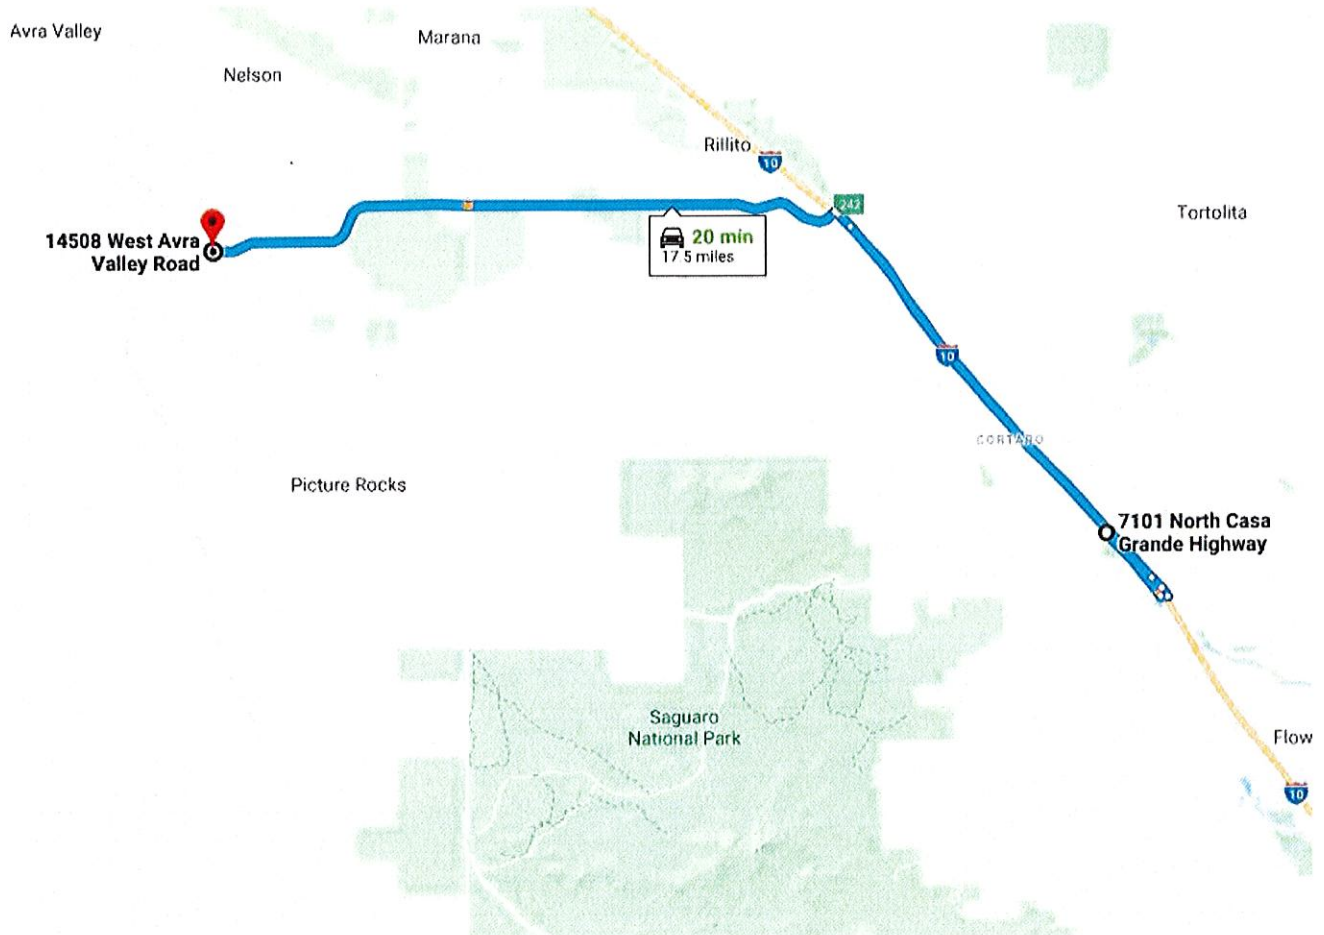 Avra Valley
Marana
Nelson
Rillito
10
242
Tortolita
14508 West Avra
Valley Road
20 min
17.5 miles
10
CORTARO
Picture Rocks
7101 North Casa
Grande Highway
Saguaro
National Park
Flow
10